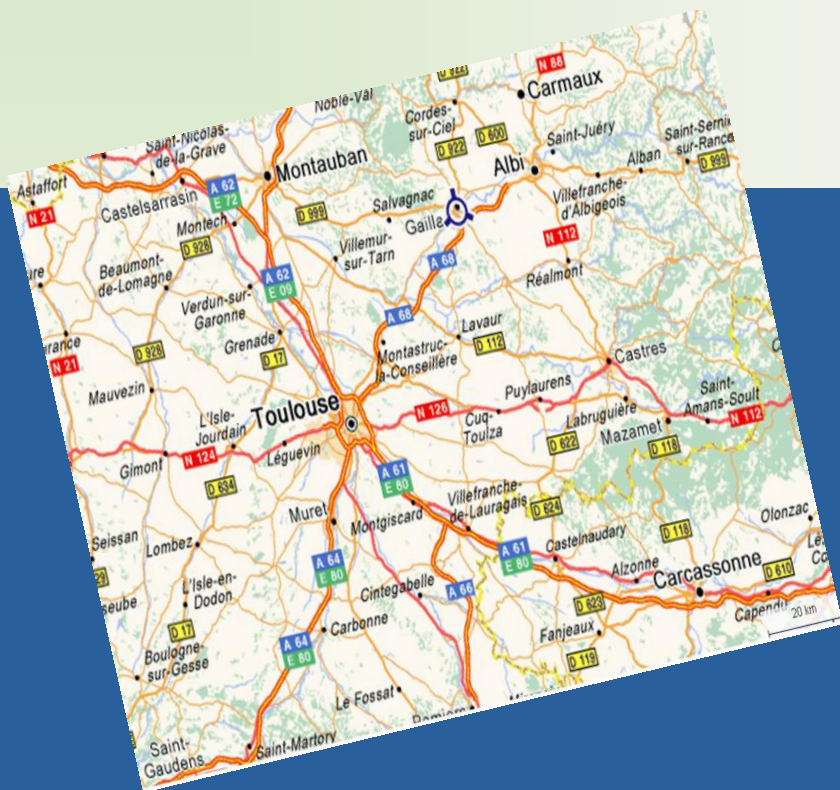 D 922
N 88
Carmaux
Noble-Val
Cordes-
sur-Ciel
D 600
D 922
Saint-Juéry
Saint-Sernin
sur-Rance
D 999
Saint-Nicolas-
de-la-Grave
Montauban
Albi
Alban
Astaffort
N 21
A 62
E 72
Castelsarrasin
Montech
D 999
Salvagnac
Villefranche-
d'Albigeois
D 928
Villemur-
sur-Tarn
N 112
A 68
Réalmont
Beaumont-
de-Lomagne
A 62
E 09
Verdun-sur-
Garonne
A 68
Lavaur
D 112
Grenade
D 17
Montastruc-
la-Conseillère
Castres
rance
N 21
D 928
Mauvezin
Toulouse
N 126
Puylaurens
Cuq-
Toulza
Labruguière
Saint-
Amans-Soult
N 112
Mazamet
D 118
D 622
L'Isle-
Jourdain
Léguevin
Gimont
N 124
D 634
A 61
E 80
Montgiscard
Villefranche-
de-Lauragais
D 624
Muret
Olonzac
Seissan
Lombez
A 64
E 80
A 61
E 80
Castelnaudary
D 118
Alzonne
Carcassonne
D 610
L'Isle-en-
Dodon
seube
Cintegabelle
A 66
D 623
Capendu
20 km
D 17
Carbonne
A 64
E 80
Fanjeaux
D 119
Boulogne-
sur-Gesse
Le Fossat
Saint-
Gaudens
Saint-Martory